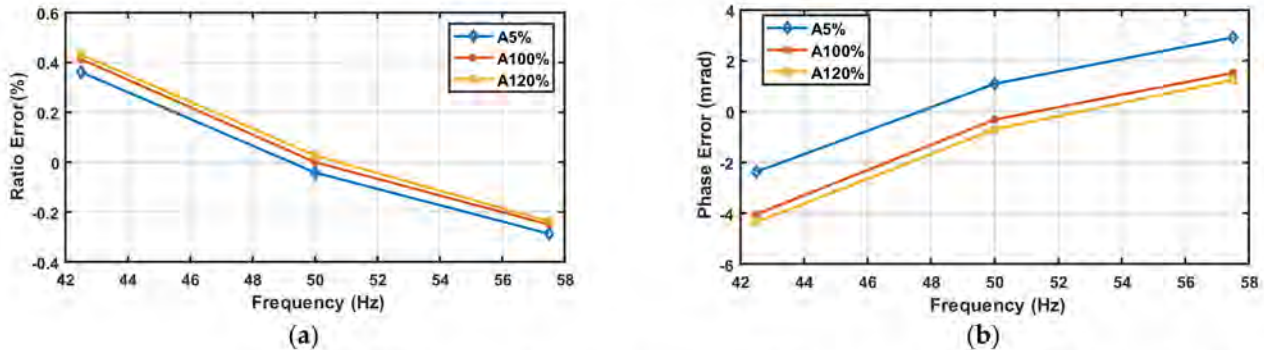 0.6
0.4
0.2
0
-0.2
-0.4
Ratio Error (%)
42 44 46 48 50 52 54 56 58
Frequency (Hz)
A5%
A100%
A120%
(a)
4
2
0
-2
-4
-6
Phase Error (mrad)
42 44 46 48 50 52 54 56 58
Frequency (Hz)
A5%
A100%
A120%
(b)